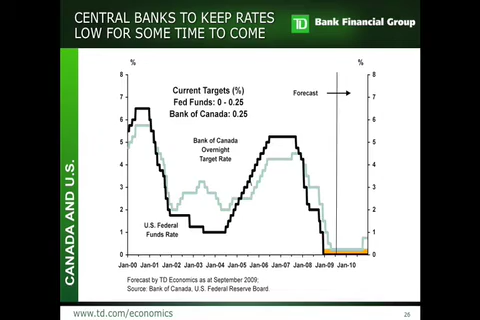 CENTRAL BANKS TO KEEP RATES
LOW FOR SOME TIME TO COME
TD Bank Financial Group
CANADA AND U.S.
% %
Current Targets (%)
Fed Funds: 0 - 0.25
Bank of Canada: 0.25
Forecast
Bank of Canada
Overnight
Target Rate
U.S. Federal
Funds Rate
8 8
7 7
6 6
5 5
4 4
3 3
2 2
1 1
0 0
Jan-00 Jan-01 Jan-02 Jan-03 Jan-04 Jan-05 Jan-06 Jan-07 Jan-08 Jan-09 Jan-10
Forecast by TD Economics as at September 2009;
Source: Bank of Canada, U.S. Federal Reserve Board.
www.td.com/economics 26